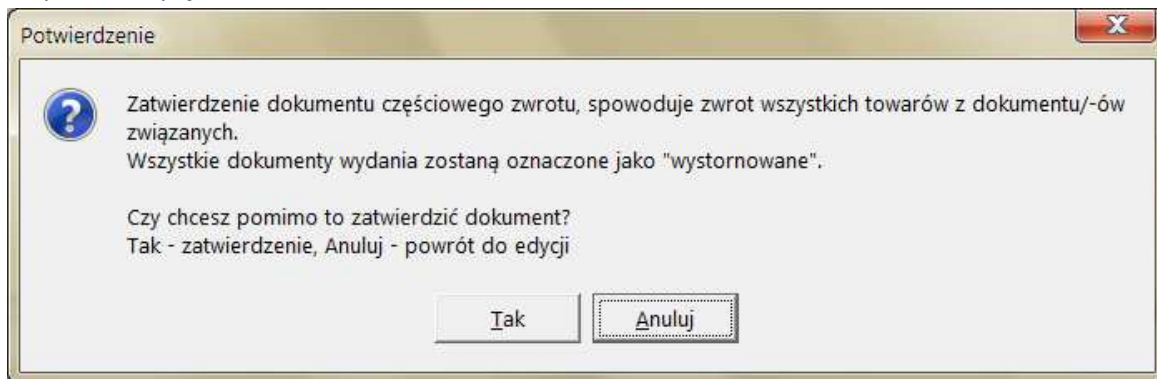 Potwierdzenie
Zatwierdzenie dokumentu częściowego zwrotu, spowoduje zwrot wszystkich towarów z dokumentu/-ów
związanych.
Wszystkie dokumenty wydania zostaną oznaczone jako "wystornowane".
Czy chcesz pomimo to zatwierdzić dokument?
Tak - zatwierdzenie, Anuluj - powrót do edycji
Tak
Anuluj